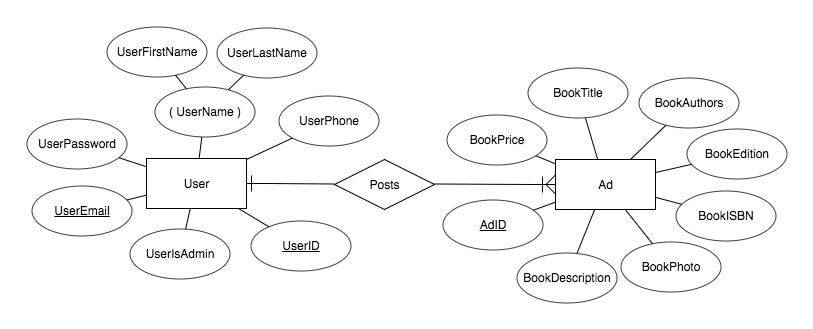 UserFirstName
UserLastName
( UserName )
UserPhone
UserPassword
User
UserEmail
UserIsAdmin
UserID
Posts
BookTitle
BookAuthors
BookPrice
BookEdition
Ad
AdID
BookISBN
BookPhoto
BookDescription